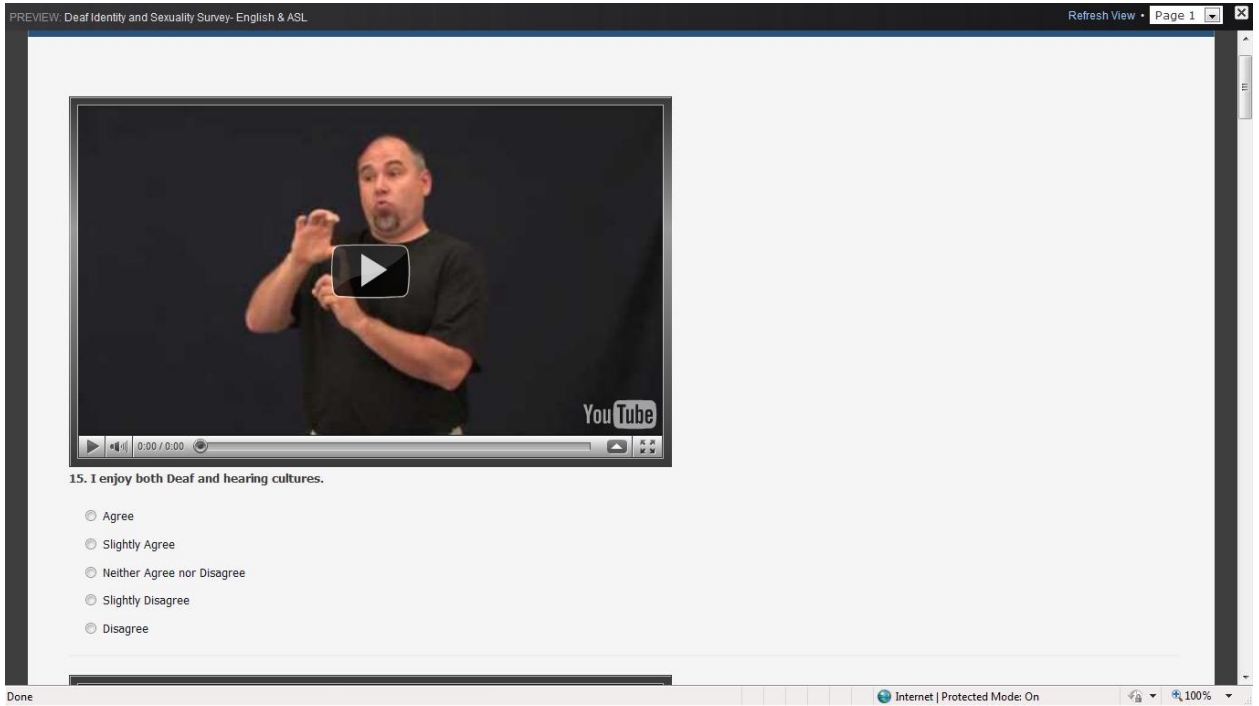 PREVIEW: Deaf Identity and Sexuality Survey- English & ASL
Refresh View • Page 1
YouTube
0:00 / 0:00
15. I enjoy both Deaf and hearing cultures.
Agree
Slightly Agree
Neither Agree nor Disagree
Slightly Disagree
Disagree
Done
Internet | Protected Mode: On
100%